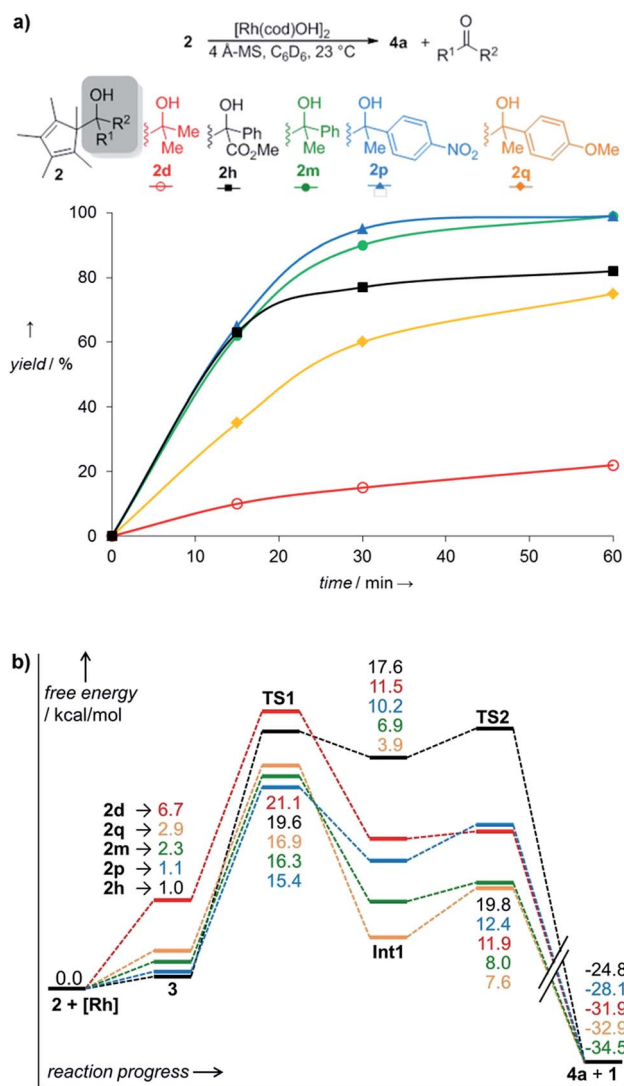 a)
[Rh(cod)OH]2
2
4 Å-MS, C6D6, 23 °C
4a +
O
R1 R2
OH
R2
R1
2
OH
Me
Me
2d
OH
Ph
CO2Me
2h
OH
Ph
Me
2m
OH
Me
NO2
2p
OH
Me
OMe
2q
100
80
60
40
20
0
↑
yield / %
0 10 20 30 40 50 60
time / min →
b)
free energy
/ kcal/mol
17.6
11.5
10.2
6.9
3.9
TS1
TS2
2d → 6.7
2q → 2.9
2m → 2.3
2p → 1.1
2h → 1.0
21.1
19.6
16.9
16.3
15.4
19.8
12.4
11.9
8.0
7.6
Int1
0.0
2 + [Rh]
3
-24.8
-28.1
-31.9
-32.9
-34.5
4a + 1
reaction progress →